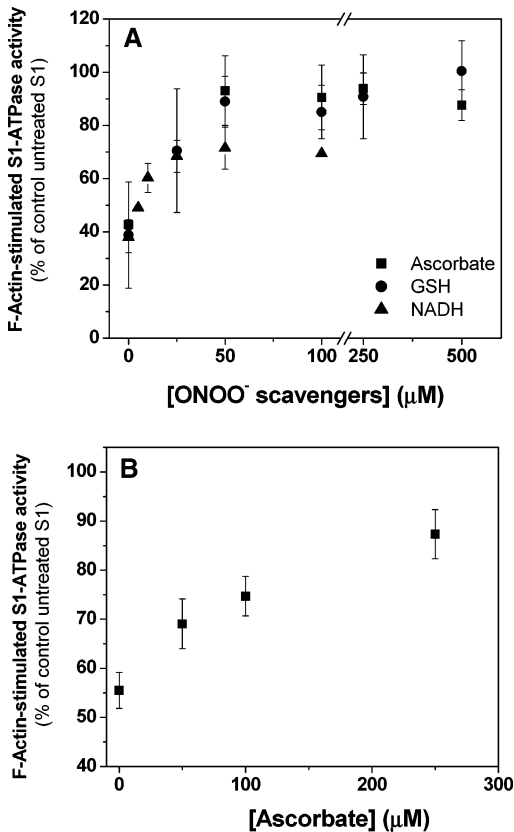 A
F-Actin-stimulated S1-ATPase activity
(% of control untreated S1)
120
100
80
60
40
20
0
Ascorbate
GSH
NADH
0
50
100
250
500
[ONOO⁻ scavengers] (μM)
B
F-Actin-stimulated S1-ATPase activity
(% of control untreated S1)
100
90
80
70
60
50
40
0
100
200
300
[Ascorbate] (μM)